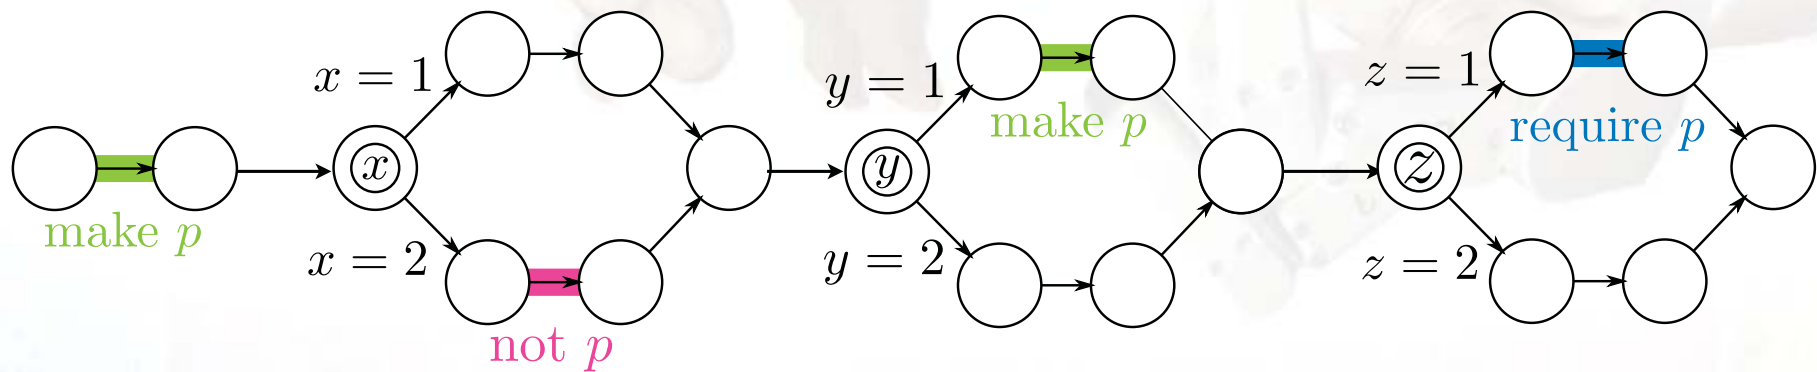 make p
x = 1
x
x = 2
not p
y = 1
y
make p
y = 2
z = 1
z
require p
z = 2